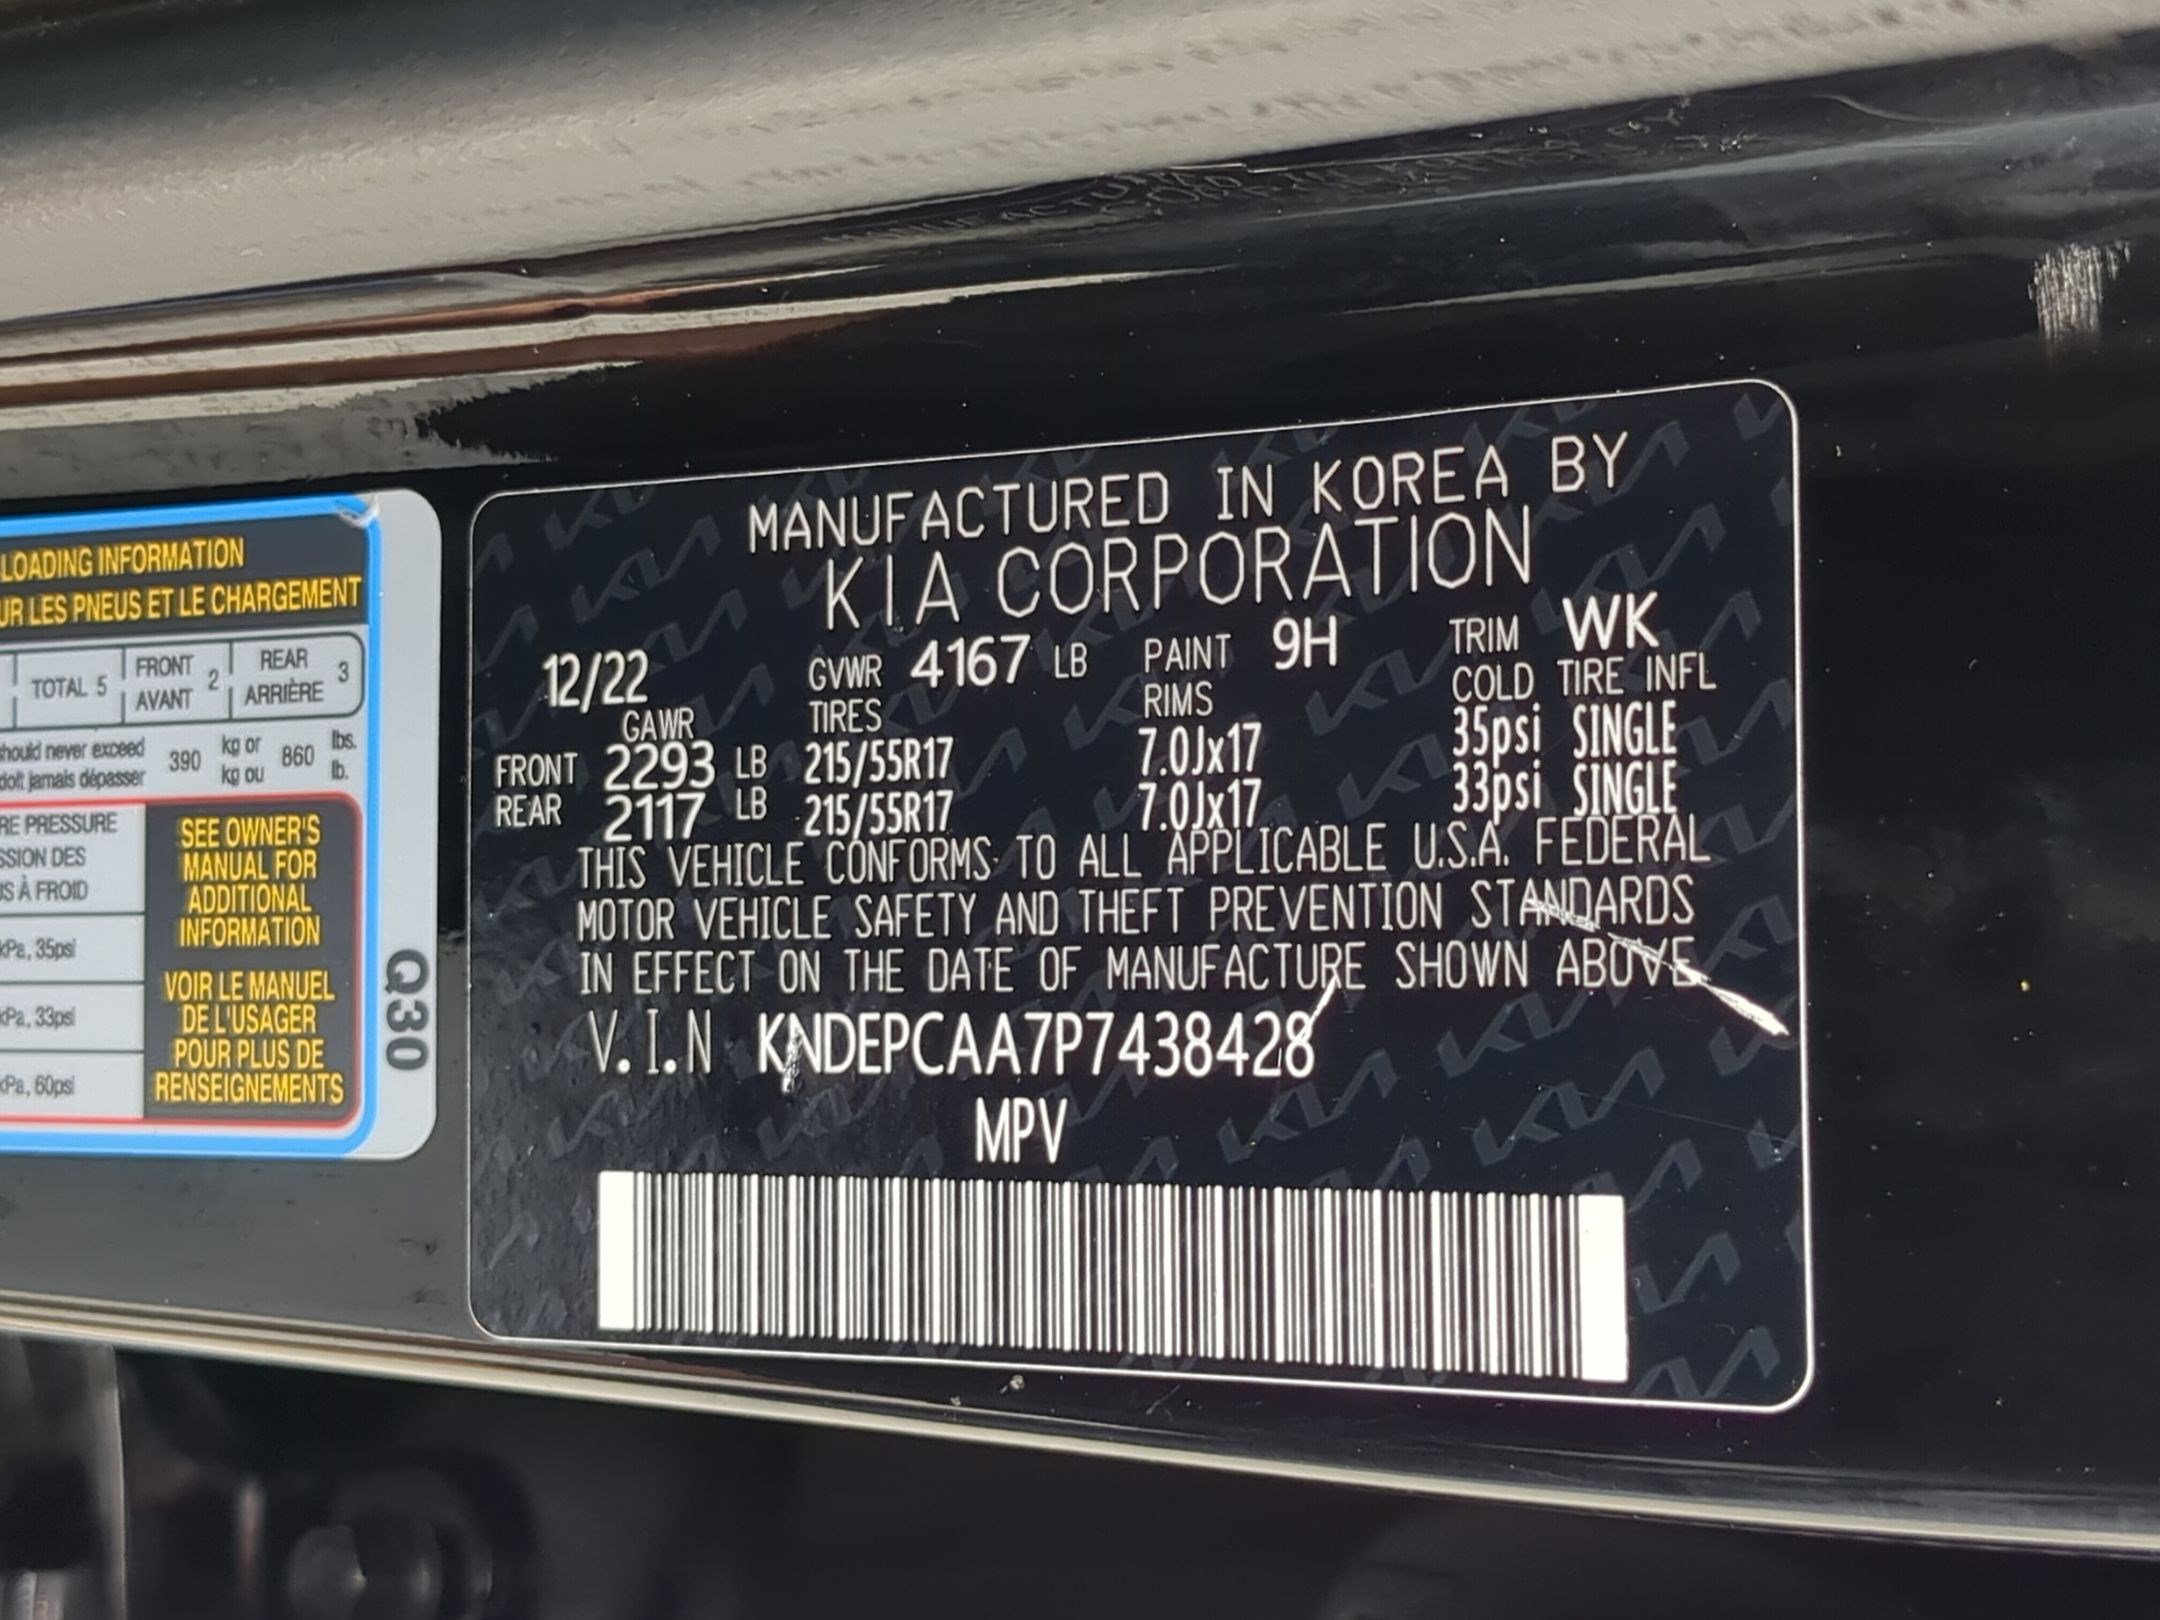 LOADING INFORMATION
UR LES PNEUS ET LE CHARGEMENT
TOTAL 5 FRONT AVANT 2 REAR ARRIÈRE 3
should never exceed 390 kg or 860 lbs.
doit jamais dépasser kg ou lb.
RE PRESSURE
SSION DES
S À FROID
kPa, 35psi
kPa, 33psi
kPa, 60psi
SEE OWNER'S
MANUAL FOR
ADDITIONAL
INFORMATION
VOIR LE MANUEL
DE L'USAGER
POUR PLUS DE
RENSEIGNEMENTS
Q30
MANUFACTURED IN KOREA BY
KIA CORPORATION
12/22 GVWR 4167 LB PAINT 9H TRIM WK
GAWR TIRES RIMS COLD TIRE INFL
FRONT 2293 LB 215/55R17 7.0Jx17 35psi SINGLE
REAR 2117 LB 215/55R17 7.0Jx17 33psi SINGLE
THIS VEHICLE CONFORMS TO ALL APPLICABLE U.S.A. FEDERAL
MOTOR VEHICLE SAFETY AND THEFT PREVENTION STANDARDS
IN EFFECT ON THE DATE OF MANUFACTURE SHOWN ABOVE
V.I.N KNDEPCAA7P7438428
MPV